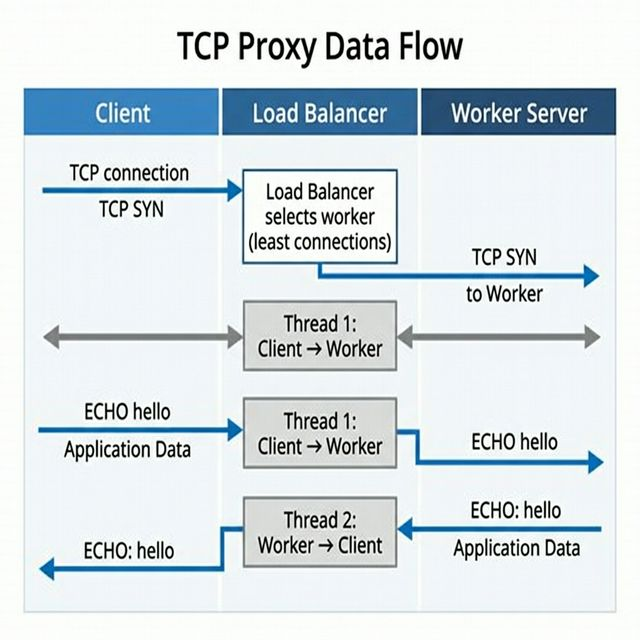 TCP Proxy Data Flow
Client
Load Balancer
Worker Server
TCP connection
TCP SYN
Load Balancer
selects worker
(least connections)
TCP SYN
to Worker
Thread 1:
Client → Worker
ECHO hello
Application Data
Thread 1:
Client → Worker
ECHO hello
Thread 2:
Worker → Client
ECHO: hello
Application Data
ECHO: hello